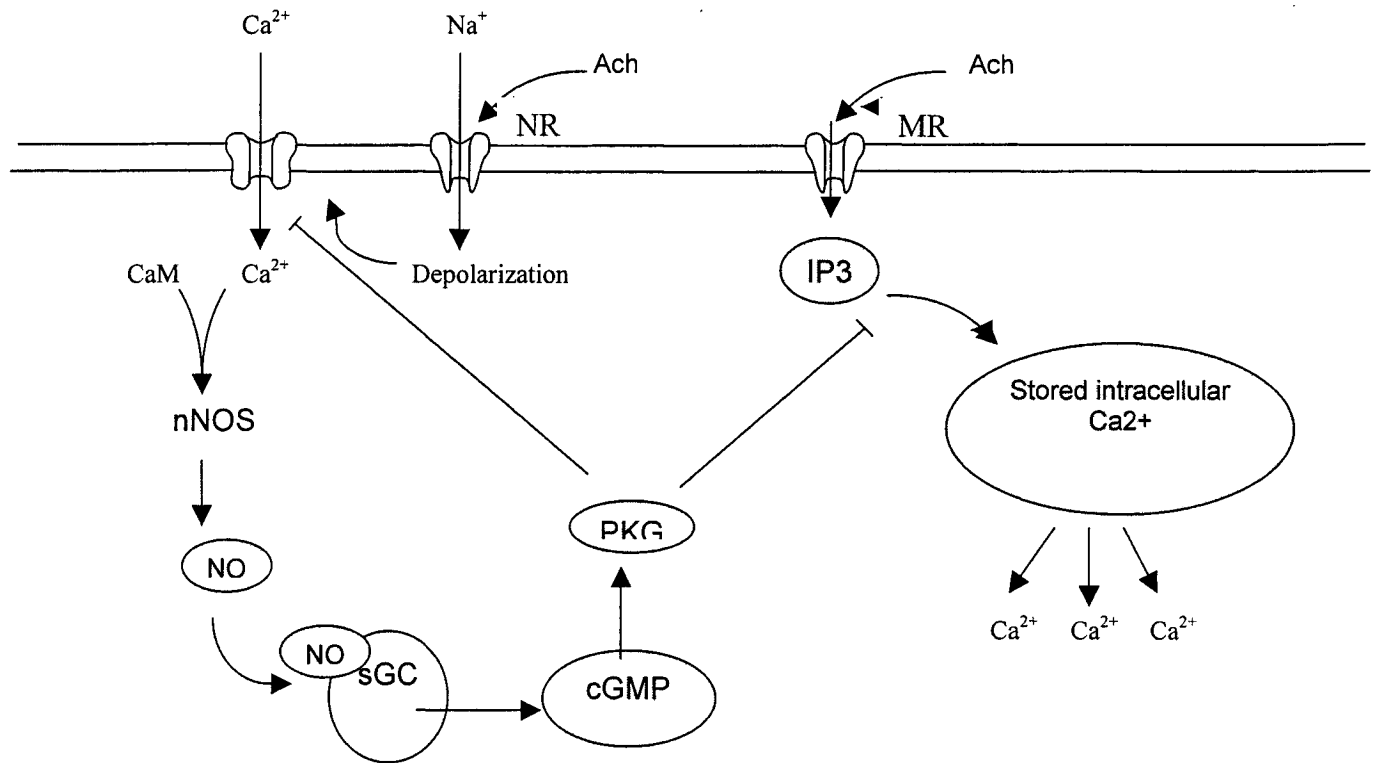 Ca²⁺
Na⁺
Ach
Ach
NR
MR
CaM
Ca²⁺
Depolarization
IP3
Stored intracellular
Ca2+
nNOS
PKG
NO
NO
sGC
cGMP
Ca²⁺
Ca²⁺
Ca²⁺